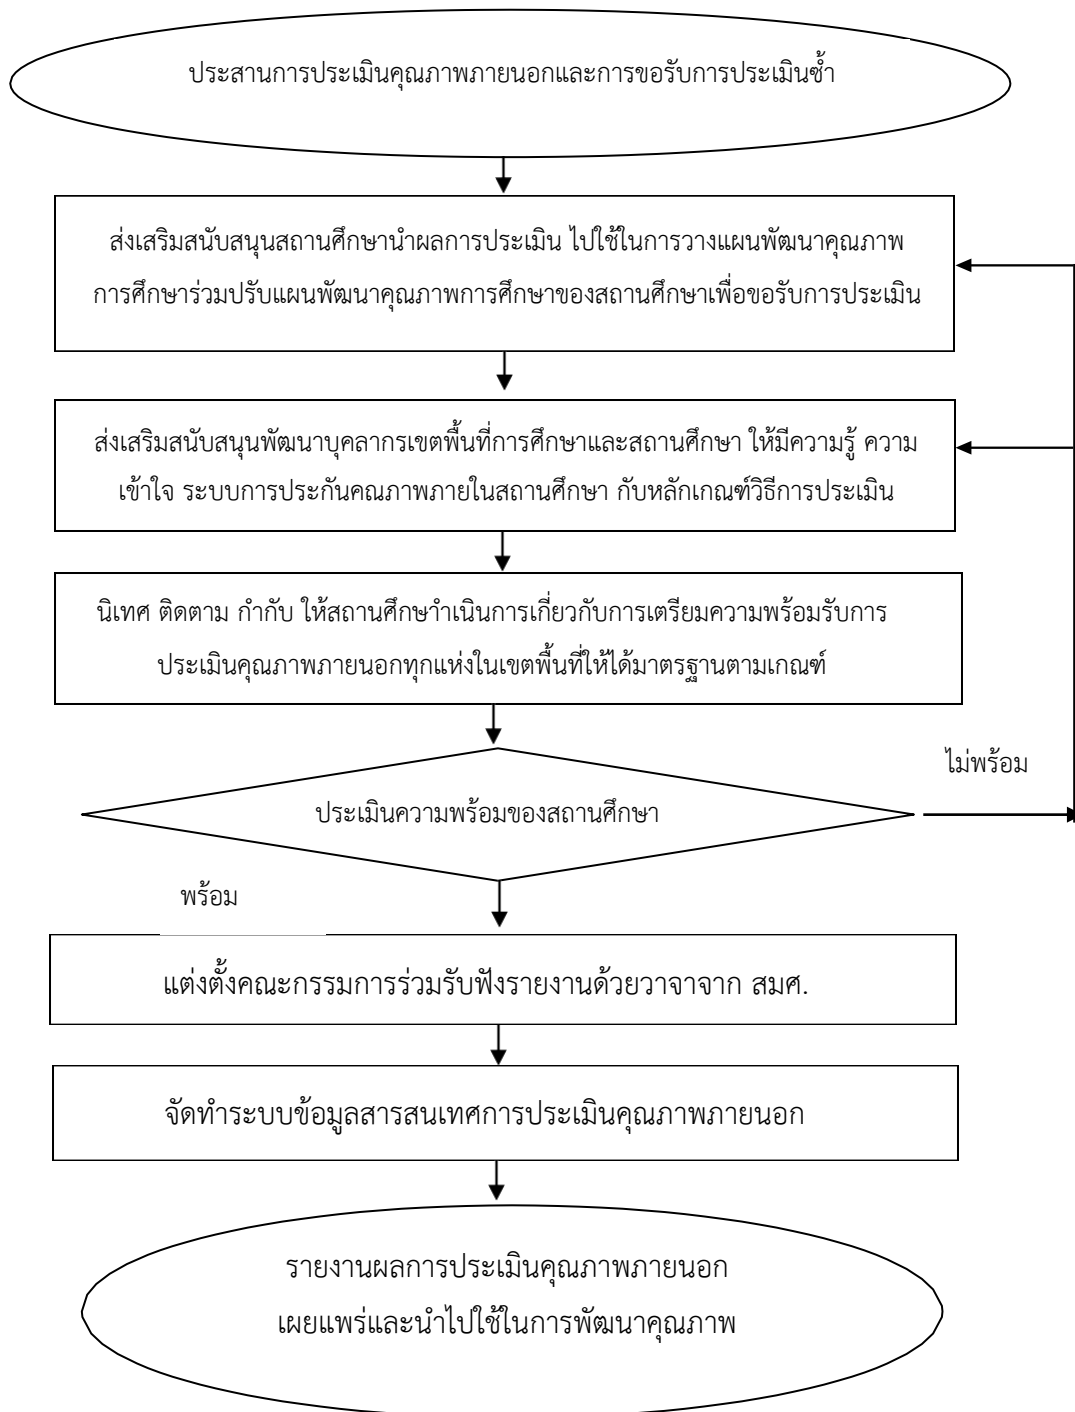 ประสานการประเมินคุณภาพภายนอกและการขอรับการประเมินซ้ำ
ส่งเสริมสนับสนุนสถานศึกษานำผลการประเมิน ไปใช้ในการวางแผนพัฒนาคุณภาพ
การศึกษาร่วมปรับแผนพัฒนาคุณภาพการศึกษาของสถานศึกษาเพื่อขอรับการประเมิน
ส่งเสริมสนับสนุนพัฒนาบุคลากรเขตพื้นที่การศึกษาและสถานศึกษา ให้มีความรู้ ความ
เข้าใจ ระบบการประกันคณภาพภายในสถานศึกษา กับหลักเกณฑ์วิธีการประเมิน
นิเทศ ติดตาม กำกับ ให้สถานศึกษาำเนินการเกี่ยวกับการเตรียมความพร้อมรับการ
ประเมินคุณภาพภายนอกทุกแห่งในเขตพื้นที่ให้ได้มาตรฐานตามเกณฑ์
ไม่พร้อม
ประเมินความพร้อมของสถานศึกษา
พร้อม
แต่งตั้งคณะกรรมการร่วมรับฟังรายงานด้วยวาจาจาก สมศ.
จัดทำระบบข้อมูลสารสนเทศการประเมินคุณภาพภายนอก
รายงานผลการประเมินคุณภาพภายนอก
เผยแพร่และนำไปใช้ในการพัฒนาคุณภาพ